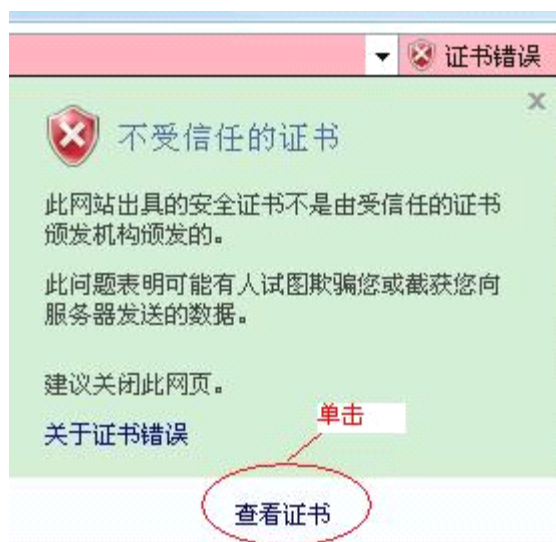 证书错误
不受信任的证书
此网站出具的安全证书不是由受信任的证书
颁发机构颁发的。
此问题表明可能有人试图欺骗您或截获您向
服务器发送的数据。
建议关闭此网页。
单击
关于证书错误
查看证书